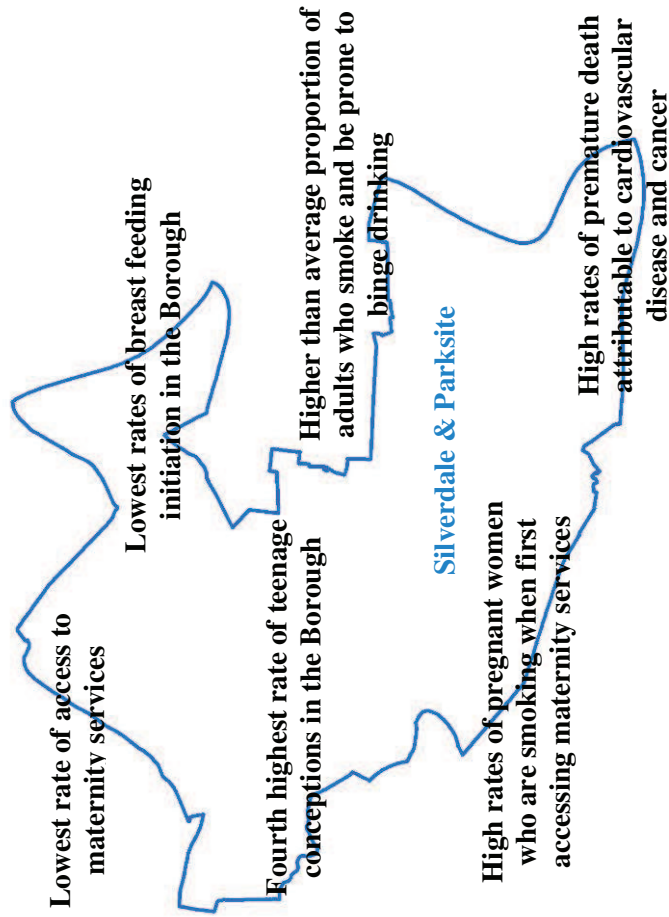 Lowest rate of access to
maternity services
Lowest rates of breast feeding
initiation in the Borough
Fourth highest rate of teenage
conceptions in the Borough
Higher than average proportion of
adults who smoke and be prone to
binge drinking
Silverdale & Parksite
High rates of pregnant women
who are smoking when first
accessing maternity services
High rates of premature death
attributable to cardiovascular
disease and cancer